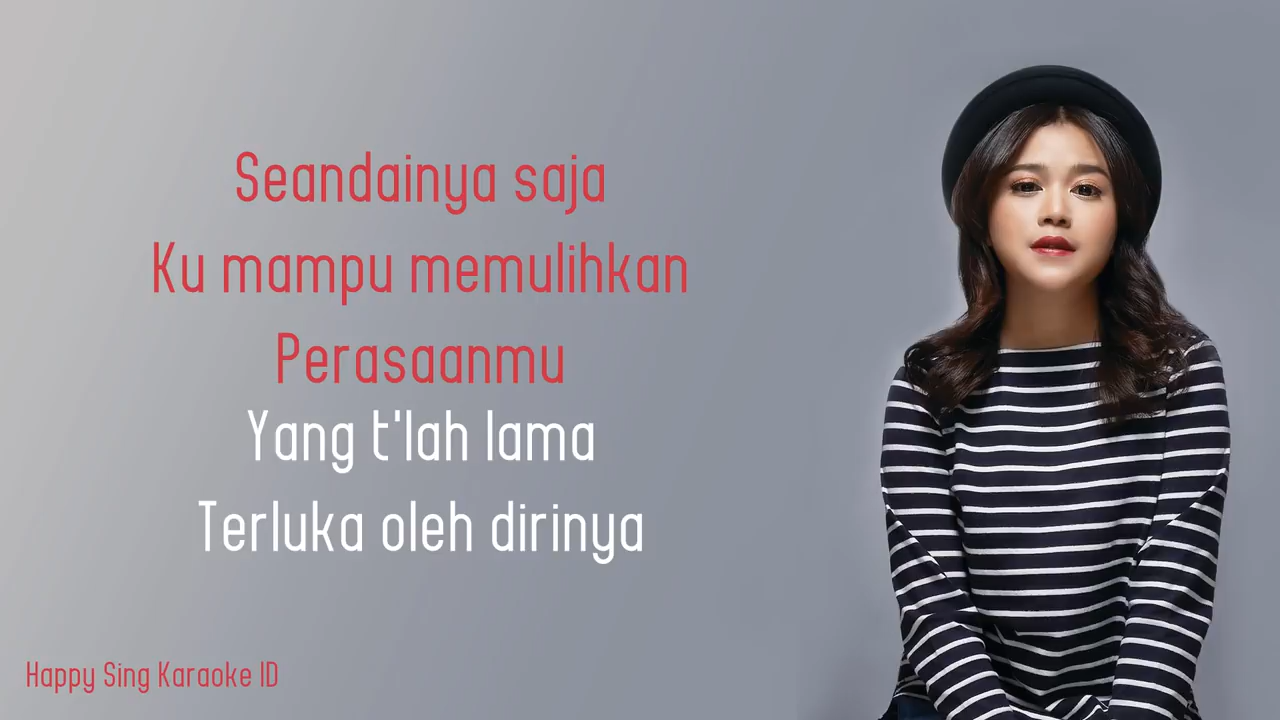 Seandainya saja
Ku mampu memulihkan
Perasaanmu
Yang t'lah lama
Terluka oleh dirinya
Happy Sing Karaoke ID